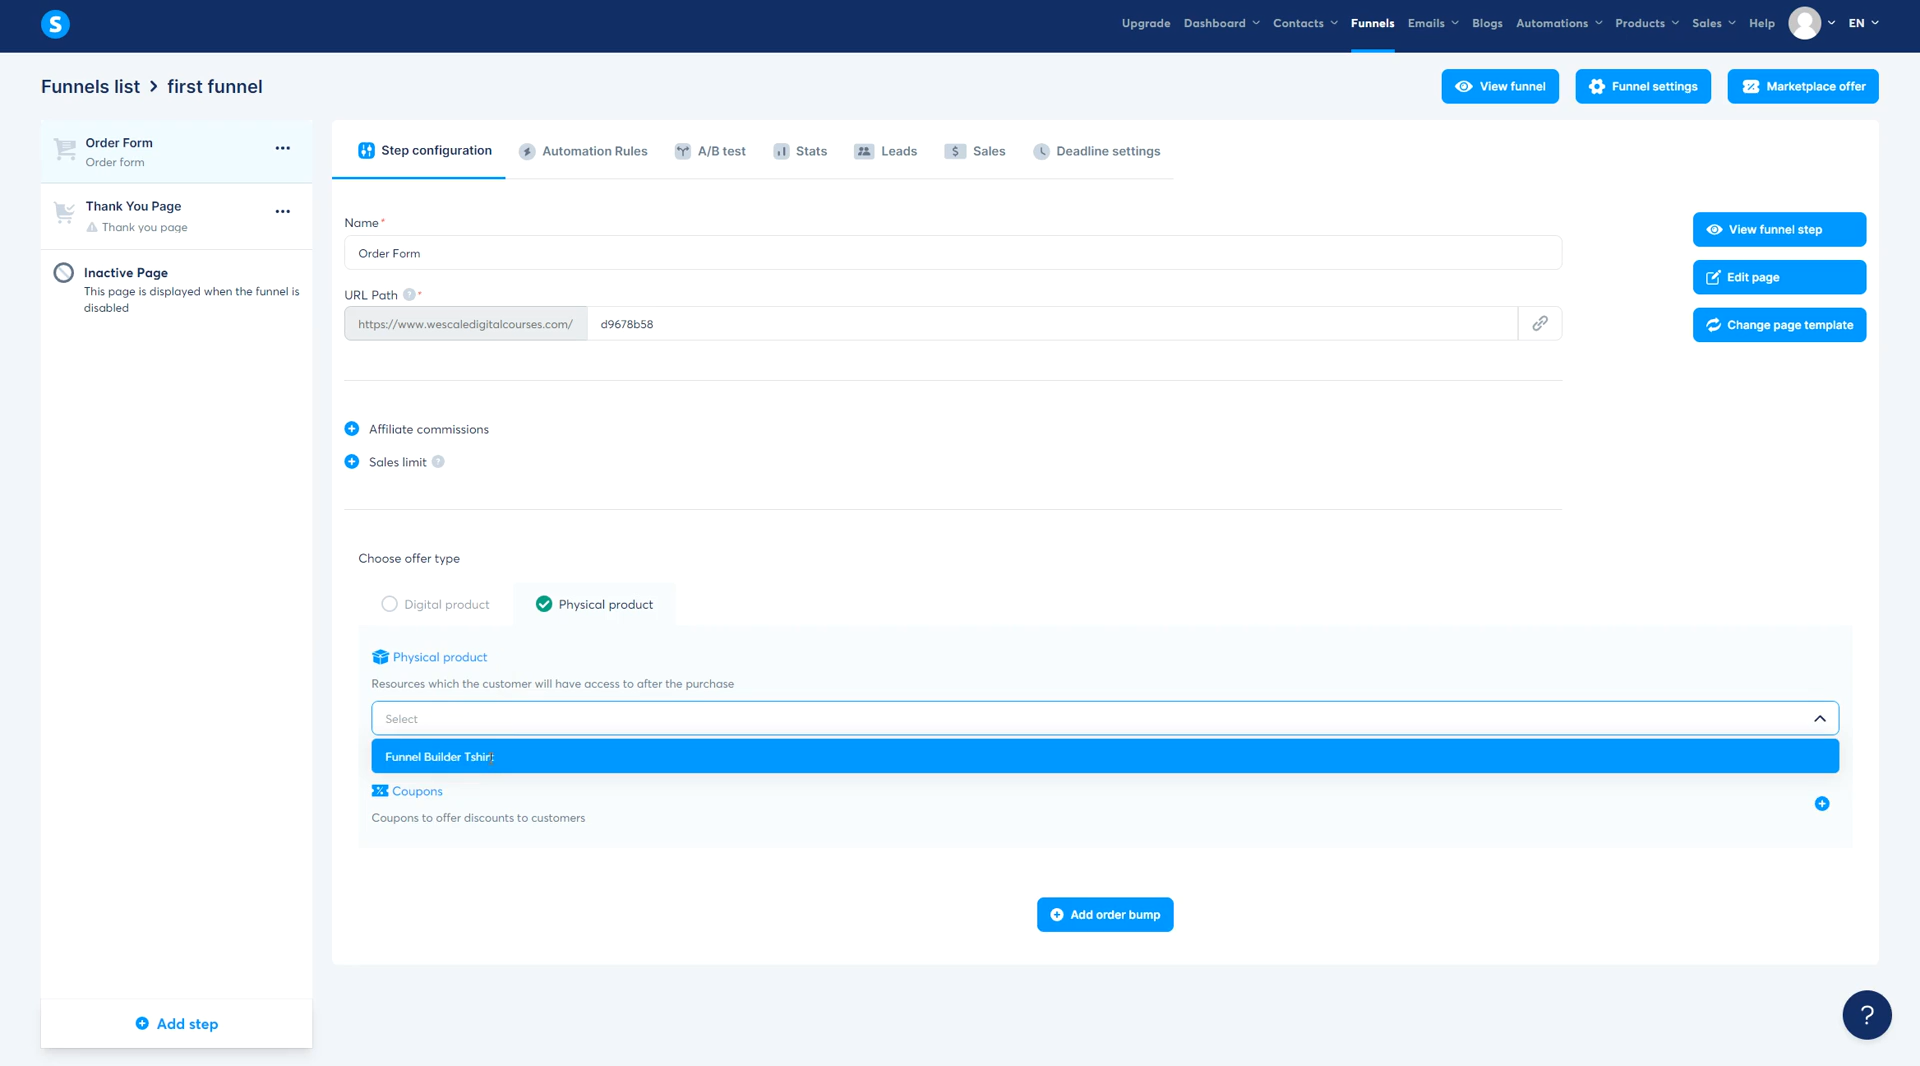 S
Upgrade Dashboard Contacts Funnels Emails Blogs Automations Products Sales Help EN
Funnels list > first funnel
View funnel
Funnel settings
Marketplace offer
Order Form
Order form
Thank You Page
Thank you page
Inactive Page
This page is displayed when the funnel is
disabled
Add step
Step configuration
Automation Rules
A/B test
Stats
Leads
$ Sales
Deadline settings
Name*
Order Form
URL Path ? *
https://www.wescaledigitalcourses.com/ d9678b58
View funnel step
Edit page
Change page template
Affiliate commissions
Sales limit ?
Choose offer type
Digital product
Physical product
Physical product
Resources which the customer will have access to after the purchase
Select
Funnel Builder Tshirt
Coupons
Coupons to offer discounts to customers
Add order bump
?